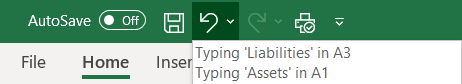 AutoSave Off
File Home Inser
Typing 'Liabilities' in A3
Typing 'Assets' in A1